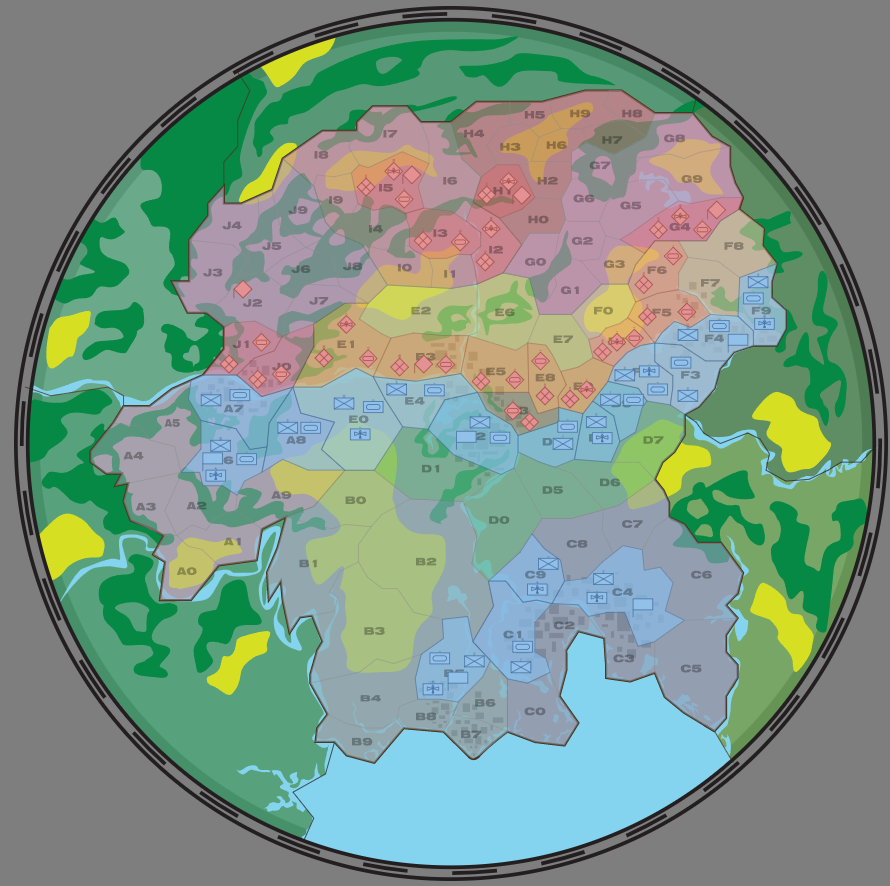 H5 H9 H8
I7 H4 H7 G8
I8 H3 H6
G7
I5 I6 H2 G9
J9 I9 H1 G6 G5
J4 I4 I3 H0 G4
J5 I2 G2 F8
J3 J6 J8 I0 I1 G0 G3 F6
J2 J7 G1 F7
E2 E6 F0 F5 F9
J1 E1 E7 F4
J0 E3 E5 E8 F3
A7 E4
A5 E0
A8 D7
A4 D1
A9 B0 D5 D6
A3 A2 D0 C7
A1 C8
A0 B1 B2 C9 C6
C4
B3 C1 C2
C3 C5
B4
B8 B6 C0
B9 B7